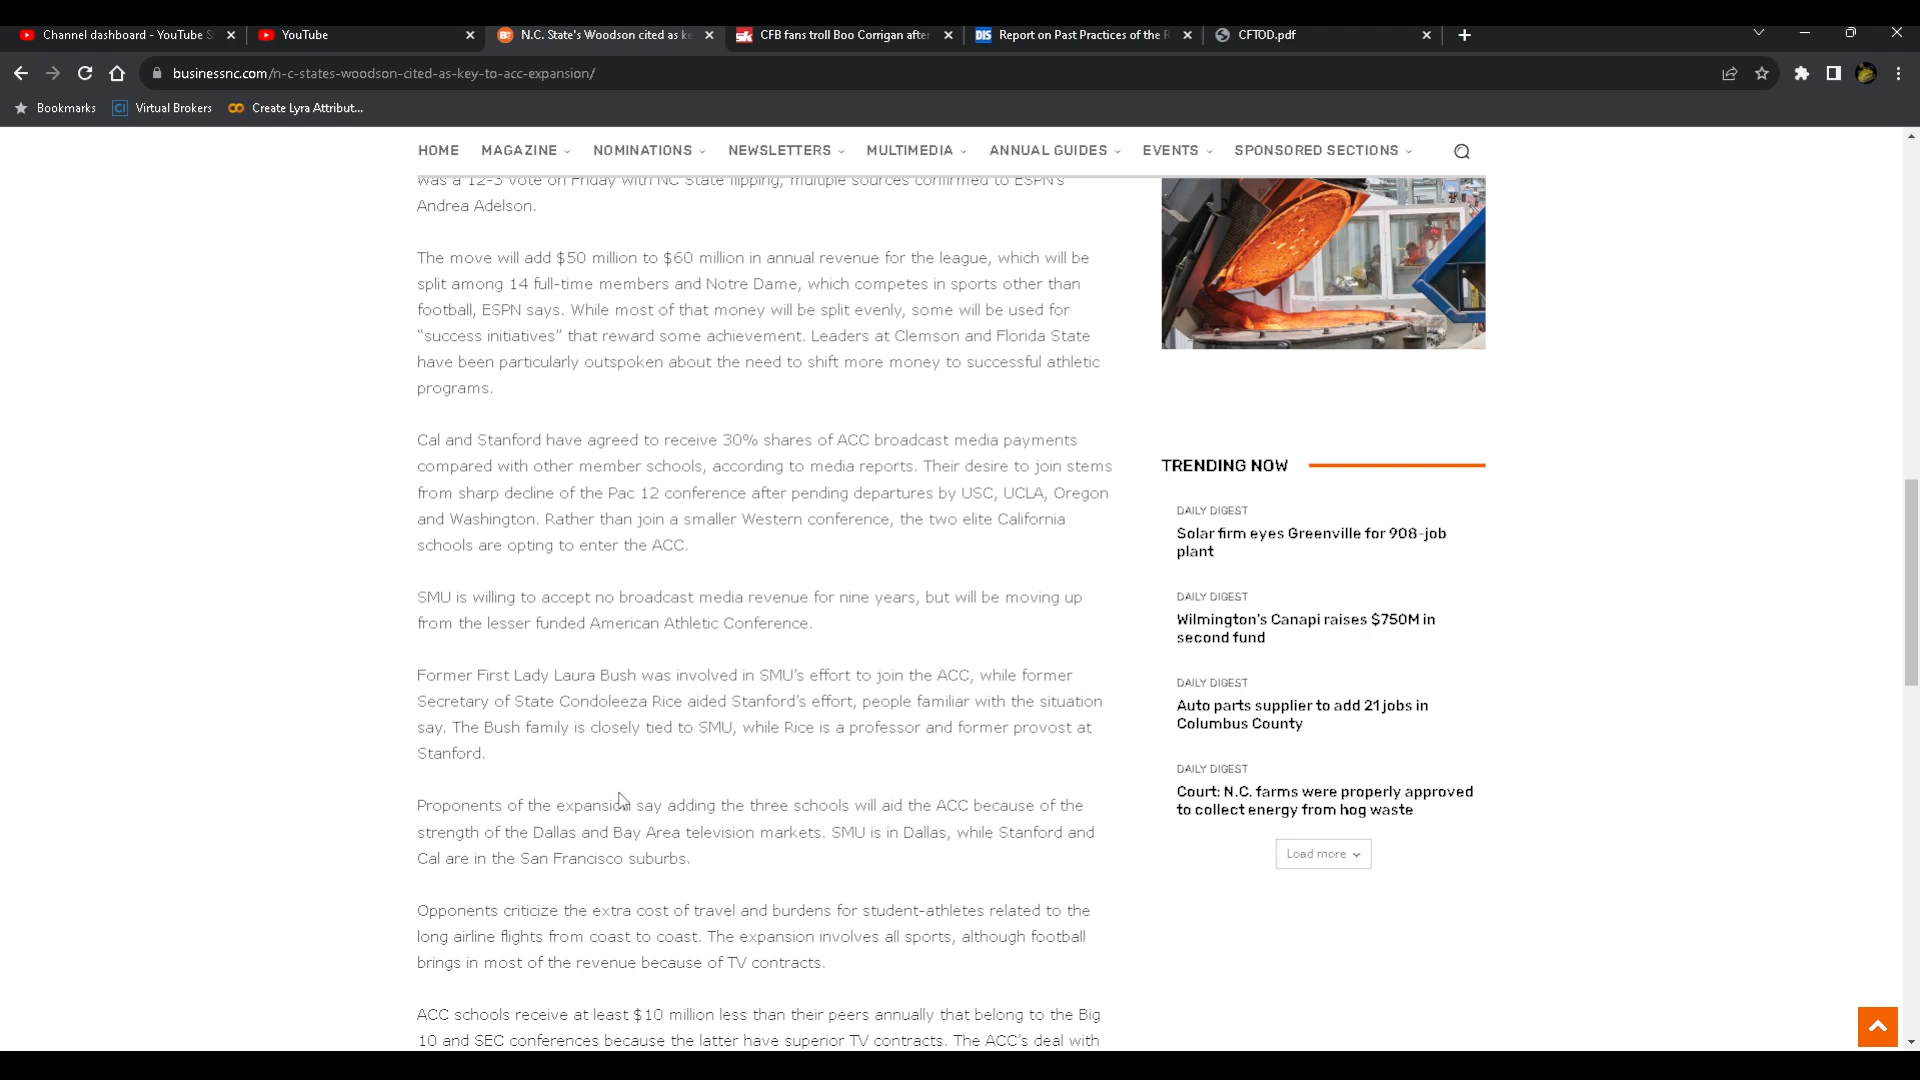 Channel dashboard - YouTube S
YouTube
N.C. State's Woodson cited as ke
CFB fans troll Boo Corrigan after
DIS Report on Past Practices of the R
CFTOD.pdf
businessnc.com/n-c-states-woodson-cited-as-key-to-acc-expansion/
Bookmarks
Virtual Brokers
Create Lyra Attribut...
HOME MAGAZINE NOMINATIONS NEWSLETTERS MULTIMEDIA ANNUAL GUIDES EVENTS SPONSORED SECTIONS
was a 12-3 vote on Friday with NC State flipping, multiple sources confirmed to ESPN's
Andrea Adelson.
The move will add $50 million to $60 million in annual revenue for the league, which will be
split among 14 full-time members and Notre Dame, which competes in sports other than
football, ESPN says. While most of that money will be split evenly, some will be used for
“success initiatives” that reward some achievement. Leaders at Clemson and Florida State
have been particularly outspoken about the need to shift more money to successful athletic
programs.
Cal and Stanford have agreed to receive 30% shares of ACC broadcast media payments
compared with other member schools, according to media reports. Their desire to join stems
from sharp decline of the Pac 12 conference after pending departures by USC, UCLA, Oregon
and Washington. Rather than join a smaller Western conference, the two elite California
schools are opting to enter the ACC.
SMU is willing to accept no broadcast media revenue for nine years, but will be moving up
from the lesser funded American Athletic Conference.
Former First Lady Laura Bush was involved in SMU's effort to join the ACC, while former
Secretary of State Condoleeza Rice aided Stanford's effort, people familiar with the situation
say. The Bush family is closely tied to SMU, while Rice is a professor and former provost at
Stanford.
Proponents of the expansion say adding the three schools will aid the ACC because of the
strength of the Dallas and Bay Area television markets. SMU is in Dallas, while Stanford and
Cal are in the San Francisco suburbs.
Opponents criticize the extra cost of travel and burdens for student-athletes related to the
long airline flights from coast to coast. The expansion involves all sports, although football
brings in most of the revenue because of TV contracts.
ACC schools receive at least $10 million less than their peers annually that belong to the Big
10 and SEC conferences because the latter have superior TV contracts. The ACC's deal with
TRENDING NOW
DAILY DIGEST
Solar firm eyes Greenville for 908-job
plant
DAILY DIGEST
Wilmington's Canapi raises $750M in
second fund
DAILY DIGEST
Auto parts supplier to add 21 jobs in
Columbus County
DAILY DIGEST
Court: N.C. farms were properly approved
to collect energy from hog waste
Load more